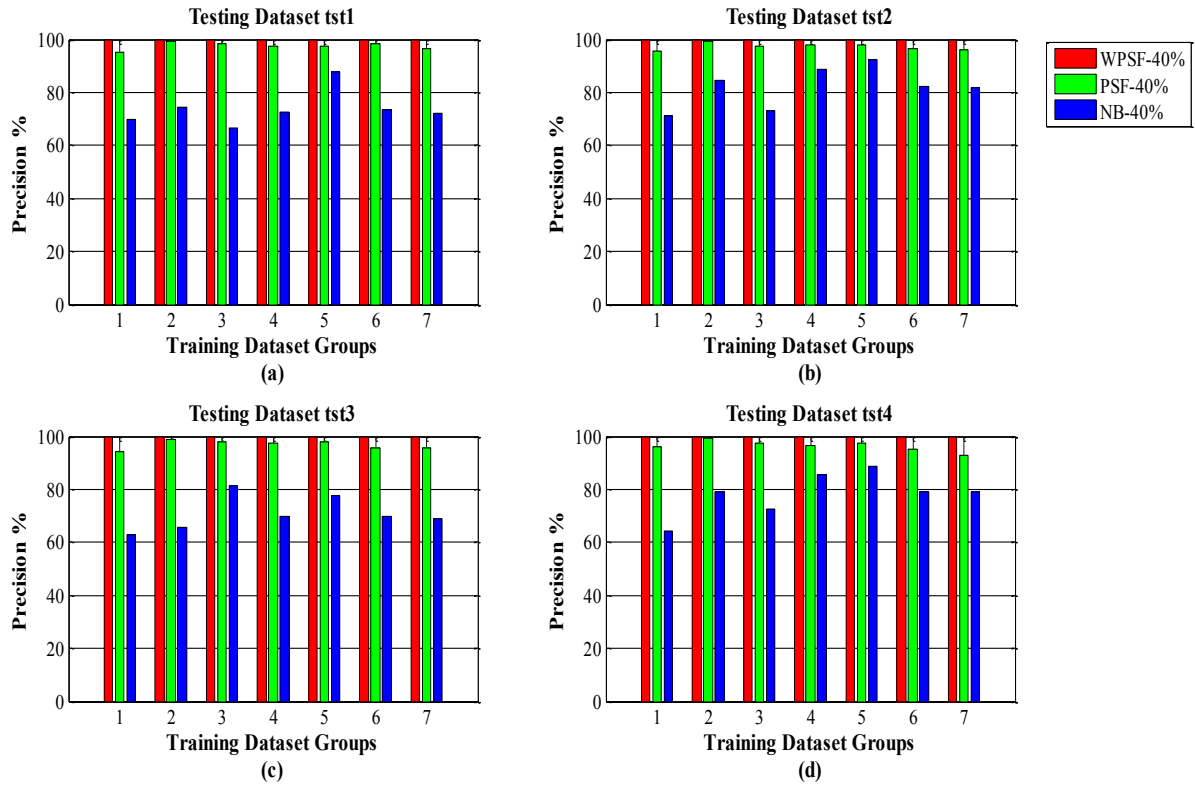 Testing Dataset tst1
Precision %
100
80
60
40
20
0
1 2 3 4 5 6 7
Training Dataset Groups
(a)
Testing Dataset tst2
Precision %
100
80
60
40
20
0
1 2 3 4 5 6 7
Training Dataset Groups
(b)
WPSF-40%
PSF-40%
NB-40%
Testing Dataset tst3
Precision %
100
80
60
40
20
0
1 2 3 4 5 6 7
Training Dataset Groups
(c)
Testing Dataset tst4
Precision %
100
80
60
40
20
0
1 2 3 4 5 6 7
Training Dataset Groups
(d)